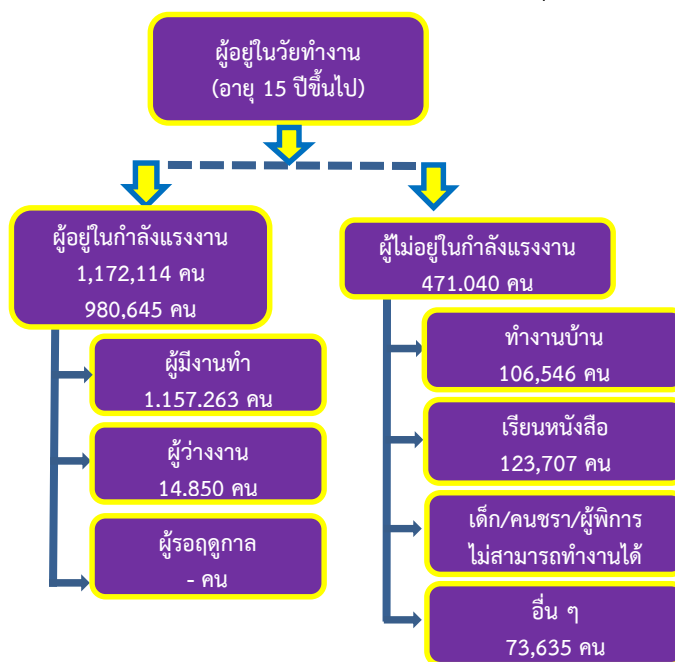 ผู้อยู่ในวัยทำงาน
(อายุ 15 ปีขึ้นไป)
ผู้อยู่ในกำลังแรงงาน
1,172,114 คน
980,645 คน
ผู้ไม่อยู่ในกำลังแรงงาน
471.040 คน
ผู้มีงานทำ
1.157.263 คน
ผู้ว่างงาน
14.850 คน
ผู้รอฤดูกาล
- คน
ทำงานบ้าน
106,546 คน
เรียนหนังสือ
123,707 คน
เด็ก/คนชรา/ผู้พิการ
ไม่สามารถทำงานได้
อื่น ๆ
73,635 คน